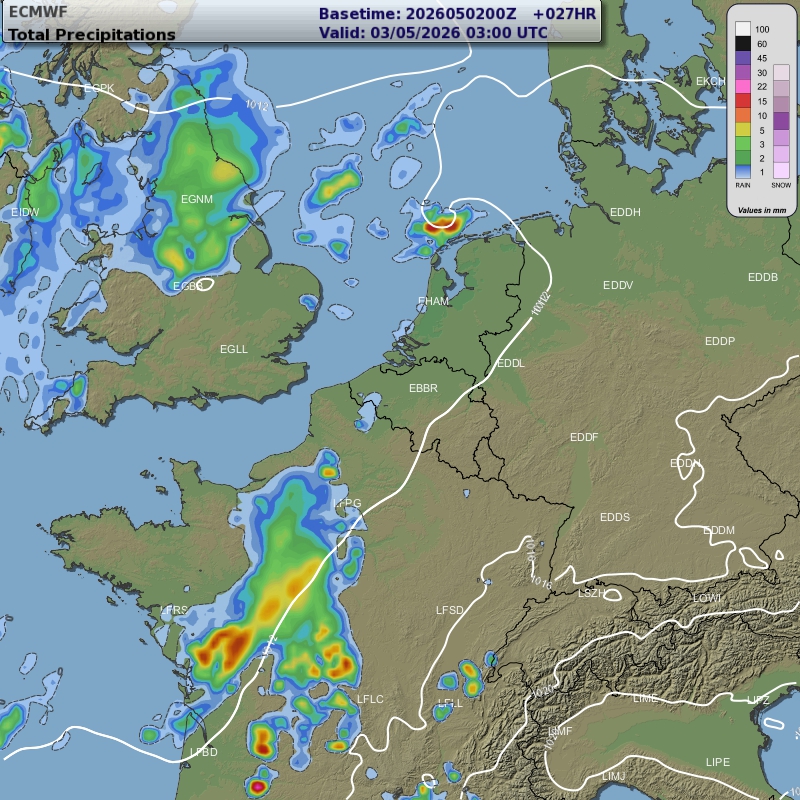 ECMWF
Basetime: 2026050200Z +027HR
Total Precipitations
Valid: 03/05/2026 03:00 UTC
100
60
45
30
22
15
10
5
3
2
1
RAIN
SNOW
Values in mm
EGPK
1012
EKCH
EGNM
EIDW
EDDH
EGBB
EHAM
EDDV
EDDB
EGLL
EDDL
EDDP
EBBR
EDDF
EDDN
LFPG
EDDS
EDDM
1016
1016
LFRS
LFSD
LSZH
LOWI
1012
LFLC
LFLL
1020
LIME
LIPZ
LFBD
LIMF
LIPE
LIMJ